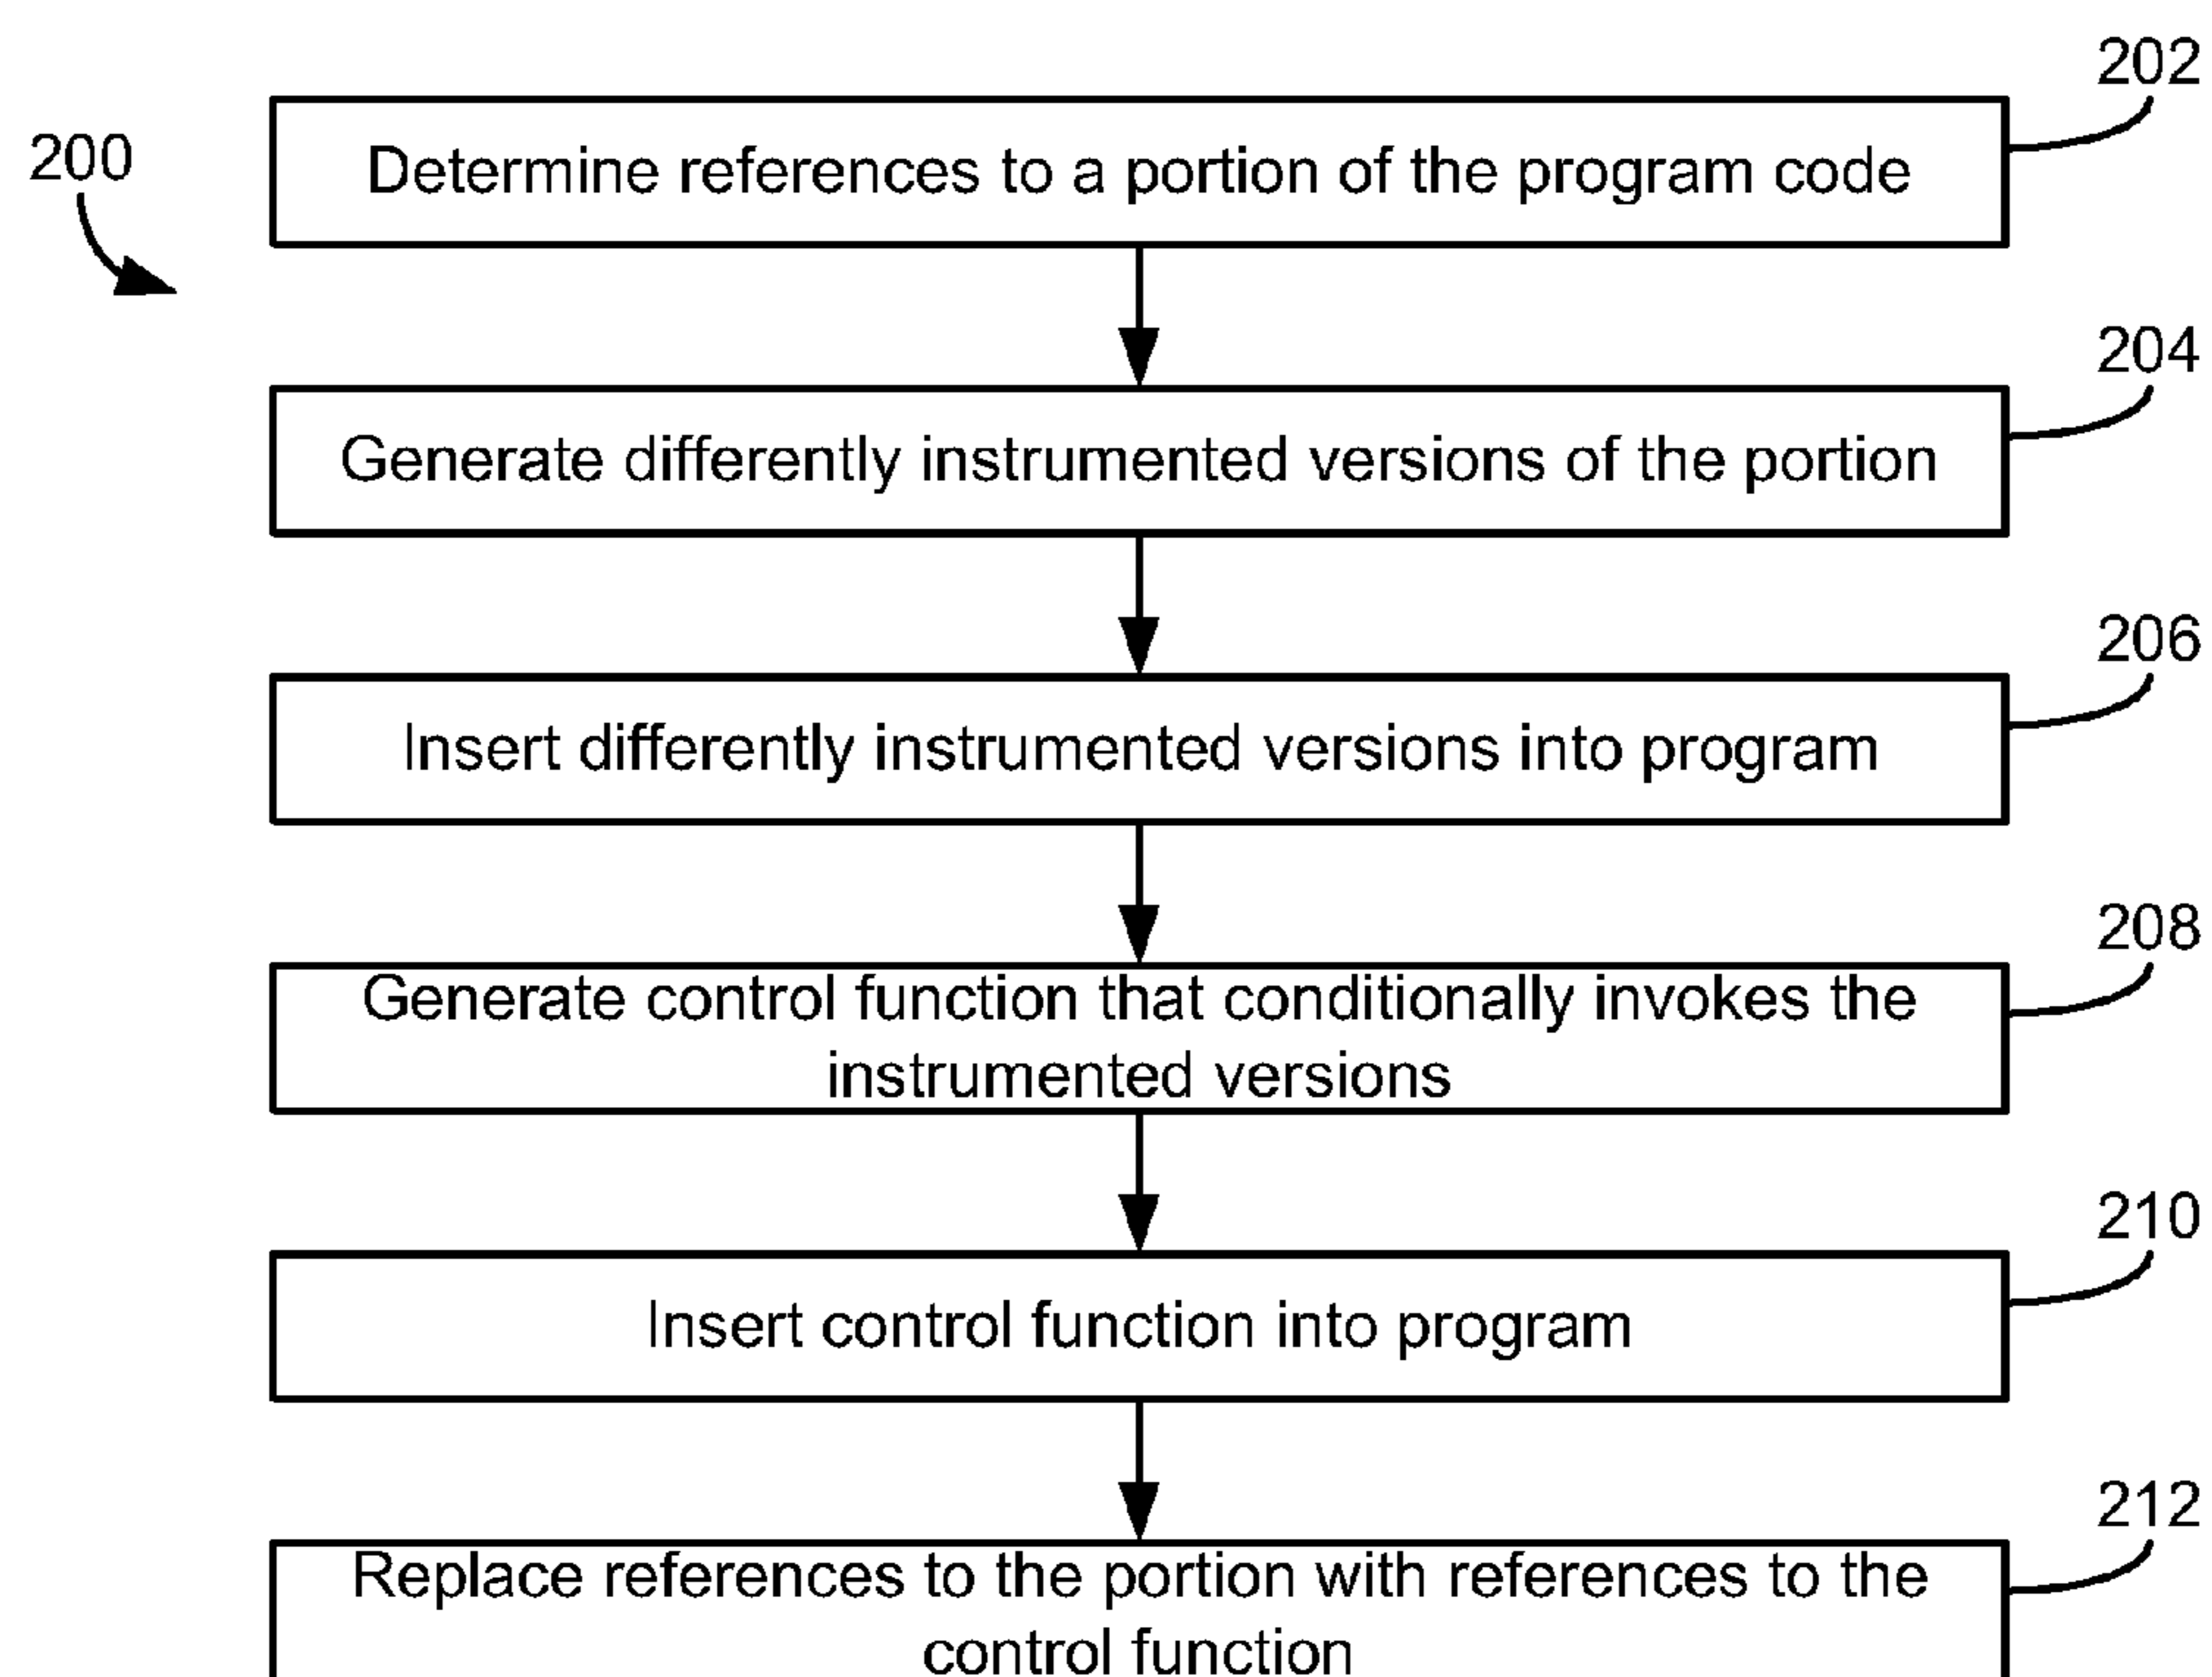 202
200
Determine references to a portion of the program code
204
Generate differently instrumented versions of the portion
206
Insert differently instrumented versions into program
208
Generate control function that conditionally invokes the
instrumented versions
210
Insert control function into program
212
Replace references to the portion with references to the
control function